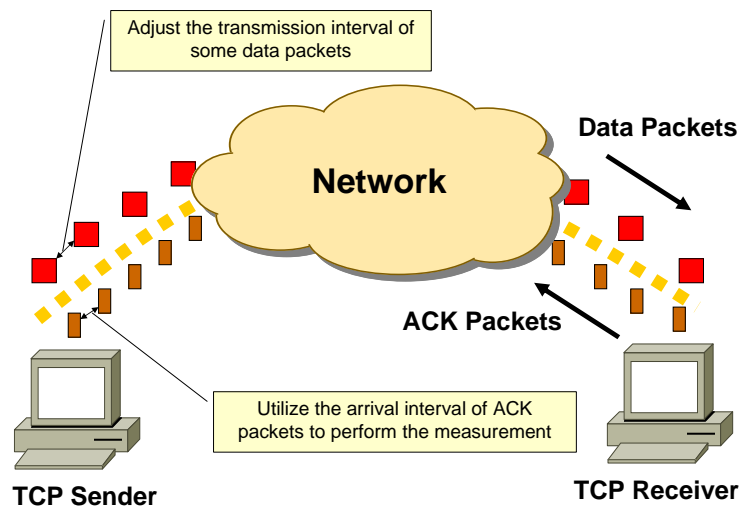 Adjust the transmission interval of
some data packets
Data Packets
Network
ACK Packets
Utilize the arrival interval of ACK
packets to perform the measurement
TCP Sender
TCP Receiver